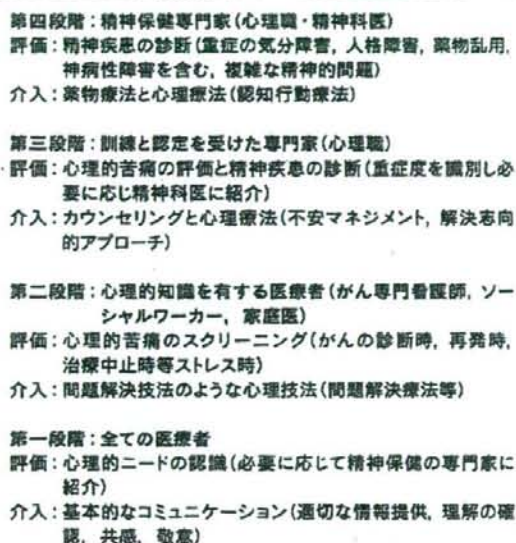 第四段階：精神保健専門家（心理職・精神科医）
評価：精神疾患の診断（重症の気分障害，人格障害，薬物乱用，
神病性障害を含む，複雑な精神的問題）
介入：薬物療法と心理療法（認知行動療法）
第三段階：訓練と認定を受けた専門家（心理職）
評価：心理的苦痛の評価と精神疾患の診断（重症度を識別し必
要に応じ精神科医に紹介）
介入：カウンセリングと心理療法（不安マネジメント，解決志向
的アプローチ）
第二段階：心理的知識を有する医療者（がん専門看護師，ソー
シャルワーカー，家庭医）
評価：心理的苦痛のスクリーニング（がんの診断時，再発時，
治療中止時等ストレス時）
介入：問題解決技法のような心理技法（問題解決療法等）
第一段階：全ての医療者
評価：心理的ニードの認識（必要に応じて精神保健の専門家に
紹介）
介入：基本的なコミュニケーション（適切な情報提供，理解の確
認，共感，敬意）